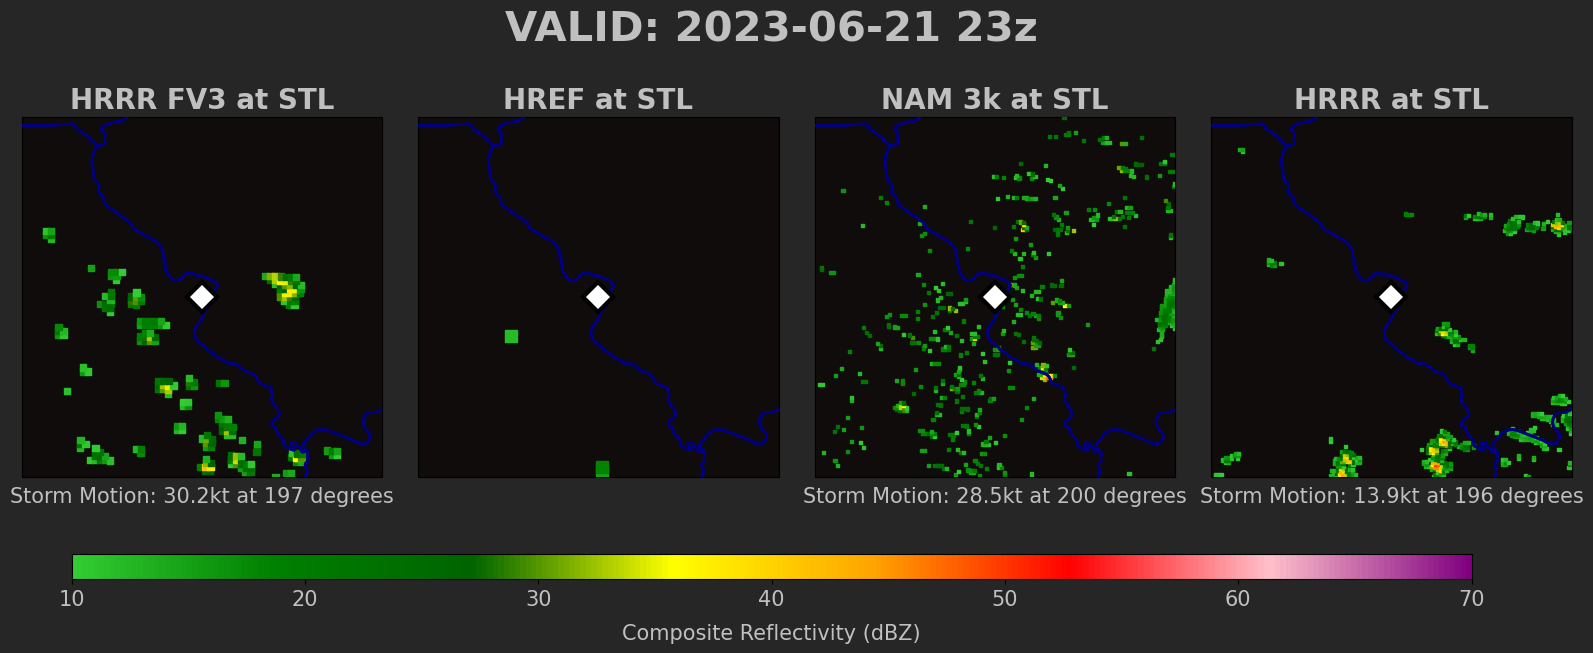 VALID: 2023-06-21 23z
HRRR FV3 at STL
HREF at STL
NAM 3k at STL
HRRR at STL
Storm Motion: 30.2kt at 197 degrees
Storm Motion: 28.5kt at 200 degrees
Storm Motion: 13.9kt at 196 degrees
10 20 30 40 50 60 70
Composite Reflectivity (dBZ)